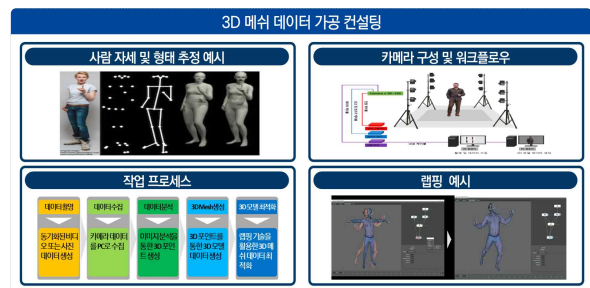 3D 메쉬 데이터 가공 컨설팅
사람 자세 및 형태 추정 예시
카메라 구성 및 워크플로우
작업 프로세스
데이터촬영
데이터수집
데이터분석
3D Mesh생성
3D모델 최적화
동기화된 비디
오 또는 사진
데이터 생성
카메라 데이터
를 PC로 수집
이미지 분석을
통한 3D 포인
트 생성
3D 포인트를
통한 3D 모델
데이터 생성
랩핑 기술을
활용한 3D 메
쉬 데이터 최
적화
랩핑 예시